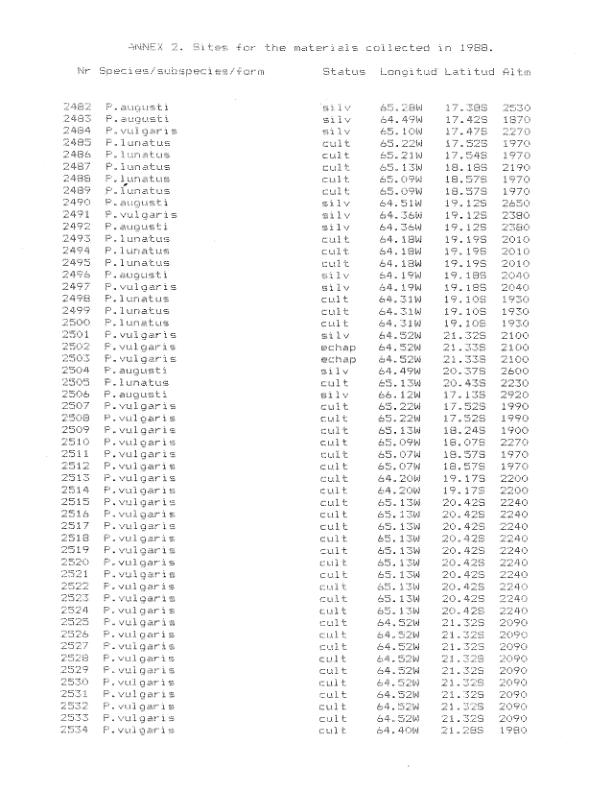 ANNEX 2. Sites for the materials collected in 1988.
Nr Species/subspecies/form Status Longitud Latitud Altm
2482 P.augusti silv 65.28W 17.38S 2530
2483 P.augusti silv 64.49W 17.42S 1870
2484 P.vulgaris silv 65.10W 17.47S 2270
2485 P.lunatus cult 65.22W 17.52S 1970
2486 P.lunatus cult 65.21W 17.54S 1970
2487 P.lunatus cult 65.13W 18.18S 2190
2488 P.lunatus cult 65.09W 18.57S 1970
2489 P.lunatus cult 65.09W 18.57S 1970
2490 P.augusti silv 64.51W 19.12S 2650
2491 P.vulgaris silv 64.36W 19.12S 2380
2492 P.augusti silv 64.36W 19.12S 2380
2493 P.lunatus cult 64.18W 19.19S 2010
2494 P.lunatus cult 64.18W 19.19S 2010
2495 P.lunatus cult 64.18W 19.19S 2010
2496 P.augusti silv 64.19W 19.18S 2040
2497 P.vulgaris silv 64.19W 19.18S 2040
2498 P.lunatus cult 64.31W 19.10S 1930
2499 P.lunatus cult 64.31W 19.10S 1930
2500 P.lunatus cult 64.31W 19.10S 1930
2501 P.vulgaris silv 64.52W 21.32S 2100
2502 P.vulgaris echap 64.52W 21.33S 2100
2503 P.vulgaris echap 64.52W 21.33S 2100
2504 P.augusti silv 64.49W 20.37S 2600
2505 P.lunatus cult 65.13W 20.43S 2230
2506 P.augusti silv 66.12W 17.13S 2920
2507 P.vulgaris cult 65.22W 17.52S 1990
2508 P.vulgaris cult 65.22W 17.52S 1990
2509 P.vulgaris cult 65.13W 18.24S 1900
2510 P.vulgaris cult 65.09W 18.07S 2270
2511 P.vulgaris cult 65.07W 18.57S 1970
2512 P.vulgaris cult 65.07W 18.57S 1970
2513 P.vulgaris cult 64.20W 19.17S 2200
2514 P.vulgaris cult 64.20W 19.17S 2200
2515 P.vulgaris cult 65.13W 20.42S 2240
2516 P.vulgaris cult 65.13W 20.42S 2240
2517 P.vulgaris cult 65.13W 20.42S 2240
2518 P.vulgaris cult 65.13W 20.42S 2240
2519 P.vulgaris cult 65.13W 20.42S 2240
2520 P.vulgaris cult 65.13W 20.42S 2240
2521 P.vulgaris cult 65.13W 20.42S 2240
2522 P.vulgaris cult 65.13W 20.42S 2240
2523 P.vulgaris cult 65.13W 20.42S 2240
2524 P.vulgaris cult 65.13W 20.42S 2240
2525 P.vulgaris cult 64.52W 21.32S 2090
2526 P.vulgaris cult 64.52W 21.32S 2090
2527 P.vulgaris cult 64.52W 21.32S 2090
2528 P.vulgaris cult 64.52W 21.32S 2090
2529 P.vulgaris cult 64.52W 21.32S 2090
2530 P.vulgaris cult 64.52W 21.32S 2090
2531 P.vulgaris cult 64.52W 21.32S 2090
2532 P.vulgaris cult 64.52W 21.32S 2090
2533 P.vulgaris cult 64.52W 21.32S 2090
2534 P.vulgaris cult 64.40W 21.28S 1980